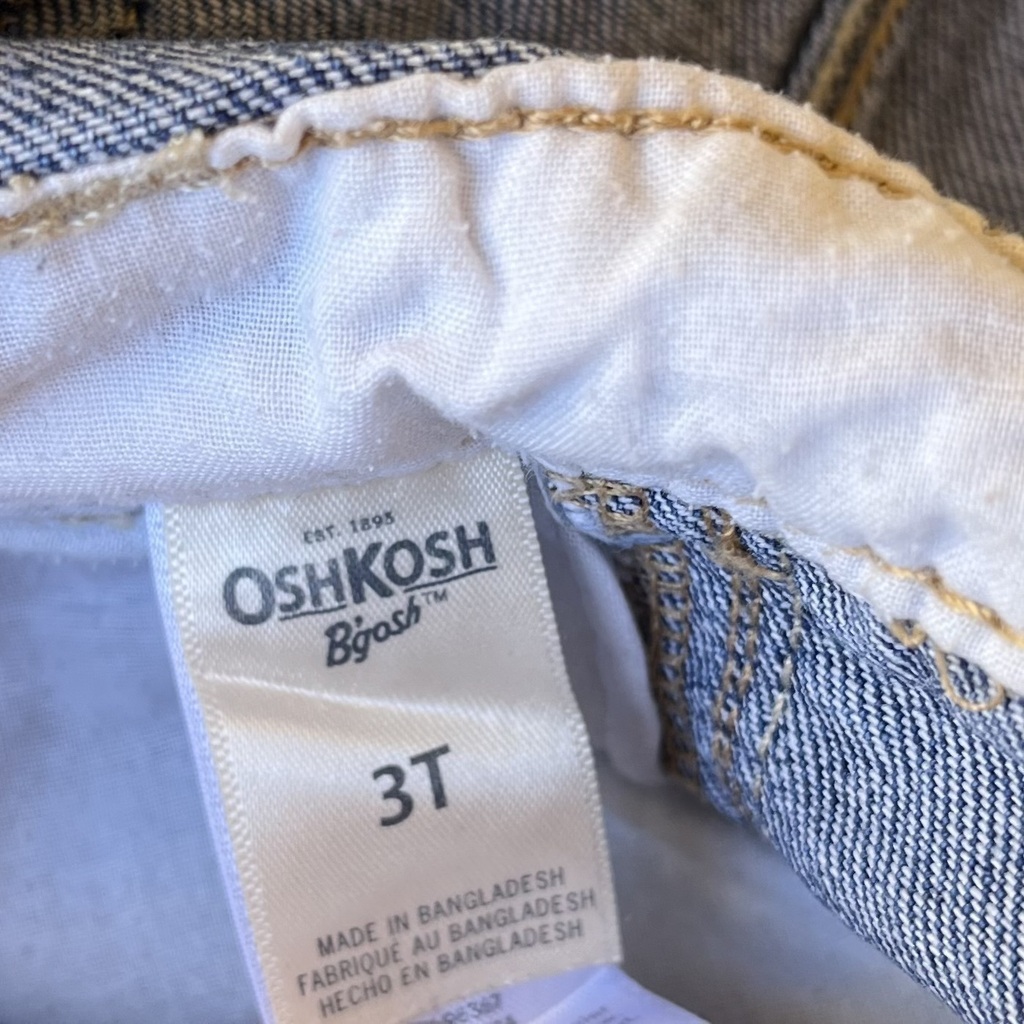 EST. 1895
OSHKOSH
B'gosh™
3T
MADE IN BANGLADESH
FABRIQUÉ AU BANGLADESH
HECHO EN BANGLADESH